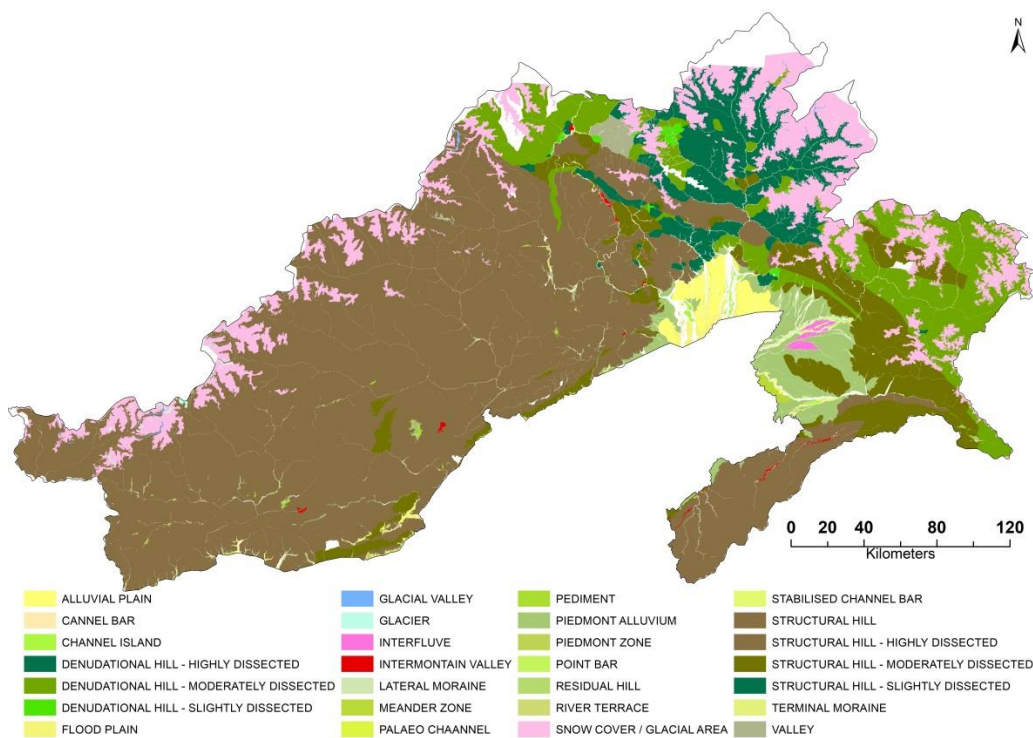 N
0 20 40 80 120
Kilometers
ALLUVIAL PLAIN
CANNEL BAR
CHANNEL ISLAND
DENUDATIONAL HILL - HIGHLY DISSECTED
DENUDATIONAL HILL - MODERATELY DISSECTED
DENUDATIONAL HILL - SLIGHTLY DISSECTED
FLOOD PLAIN
GLACIAL VALLEY
GLACIER
INTERFLUVE
INTERMONTAIN VALLEY
LATERAL MORAINE
MEANDER ZONE
PALAEO CHAANNEL
PEDIMENT
PIEDMONT ALLUVIUM
PIEDMONT ZONE
POINT BAR
RESIDUAL HILL
RIVER TERRACE
SNOW COVER / GLACIAL AREA
STABILISED CHANNEL BAR
STRUCTURAL HILL
STRUCTURAL HILL - HIGHLY DISSECTED
STRUCTURAL HILL - MODERATELY DISSECTED
STRUCTURAL HILL - SLIGHTLY DISSECTED
TERMINAL MORAINE
VALLEY